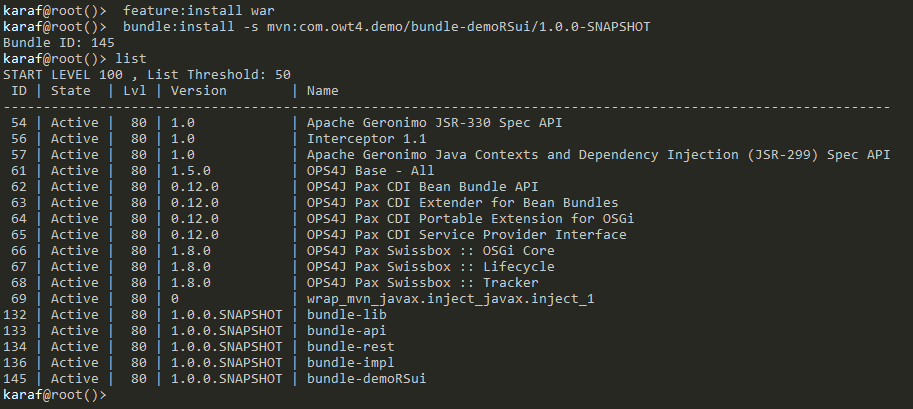 karaf@root()>  feature:install war
karaf@root()>  bundle:install -s mvn:com.owt4.demo/bundle-demoRSui/1.0.0-SNAPSHOT
Bundle ID: 145
karaf@root()> list
START LEVEL 100 , List Threshold: 50
 ID | State  | Lvl | Version        | Name
-----------------------------------------------------------------------------------------------------------
 54 | Active |  80 | 1.0            | Apache Geronimo JSR-330 Spec API
 56 | Active |  80 | 1.0            | Interceptor 1.1
 57 | Active |  80 | 1.0            | Apache Geronimo Java Contexts and Dependency Injection (JSR-299) Spec API
 61 | Active |  80 | 1.5.0          | OPS4J Base - All
 62 | Active |  80 | 0.12.0         | OPS4J Pax CDI Bean Bundle API
 63 | Active |  80 | 0.12.0         | OPS4J Pax CDI Extender for Bean Bundles
 64 | Active |  80 | 0.12.0         | OPS4J Pax CDI Portable Extension for OSGi
 65 | Active |  80 | 0.12.0         | OPS4J Pax CDI Service Provider Interface
 66 | Active |  80 | 1.8.0          | OPS4J Pax Swissbox :: OSGi Core
 67 | Active |  80 | 1.8.0          | OPS4J Pax Swissbox :: Lifecycle
 68 | Active |  80 | 1.8.0          | OPS4J Pax Swissbox :: Tracker
 69 | Active |  80 | 0              | wrap_mvn_javax.inject_javax.inject_1
132 | Active |  80 | 1.0.0.SNAPSHOT | bundle-lib
133 | Active |  80 | 1.0.0.SNAPSHOT | bundle-api
134 | Active |  80 | 1.0.0.SNAPSHOT | bundle-rest
136 | Active |  80 | 1.0.0.SNAPSHOT | bundle-impl
145 | Active |  80 | 1.0.0.SNAPSHOT | bundle-demoRSui
karaf@root()>